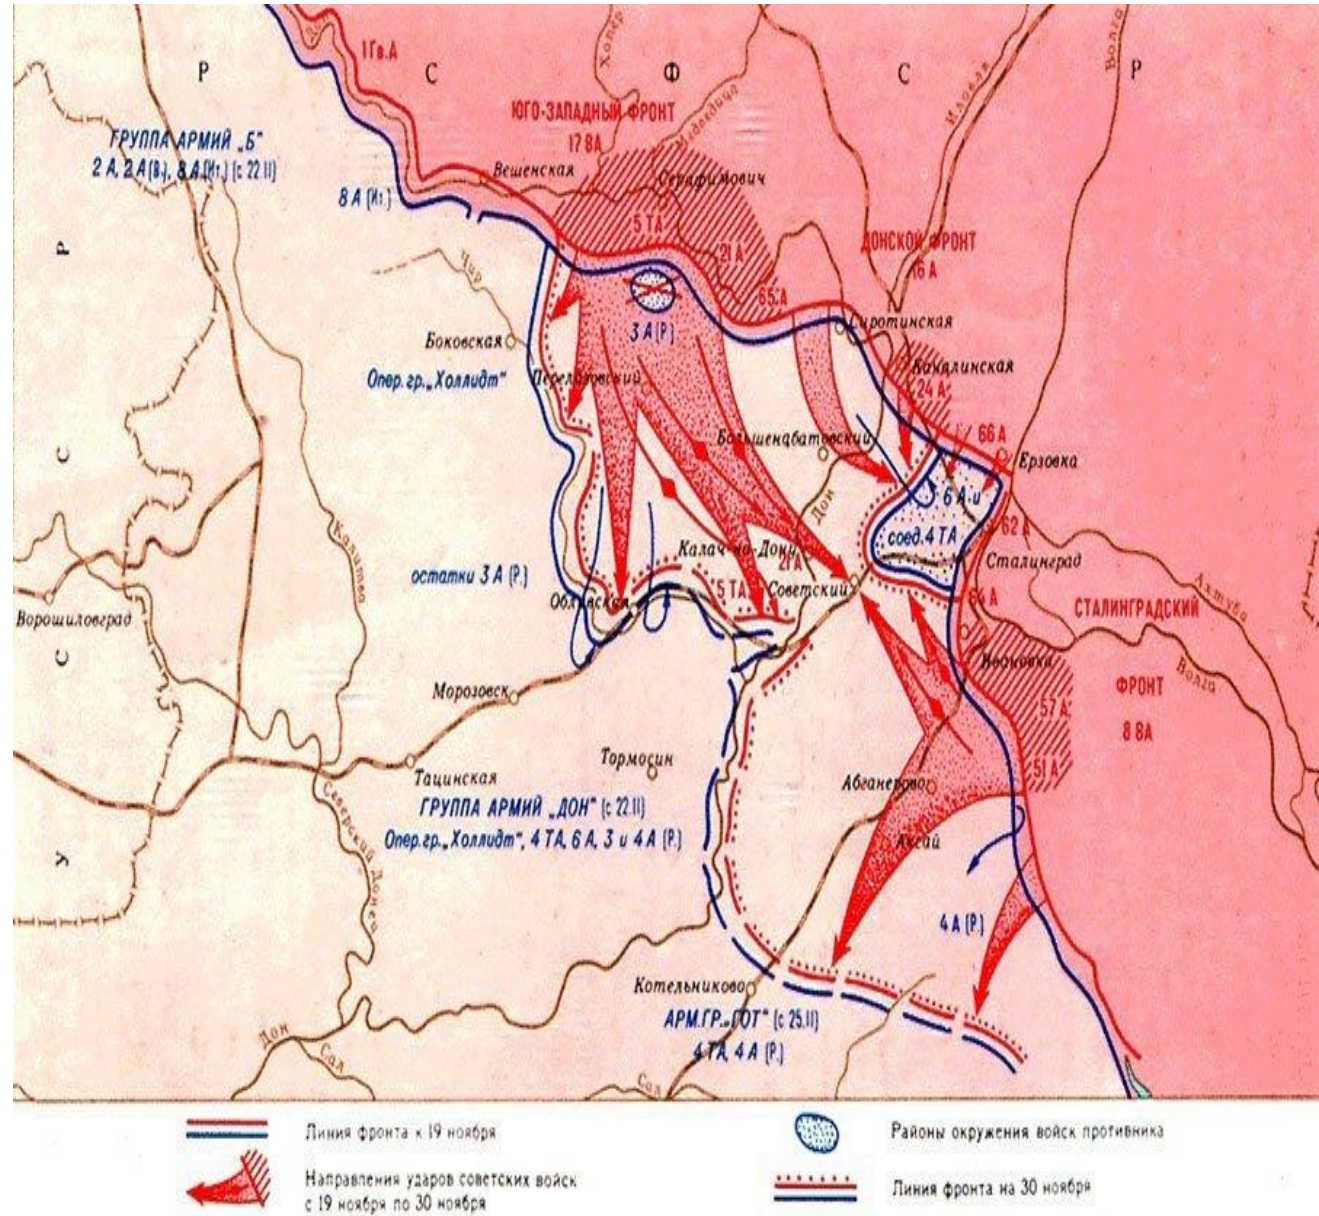 Р С Ф С Р
1 Гв.А
Хопер
Волга
Иловля
Медведица
ЮГО-ЗАПАДНЫЙ ФРОНТ
17 ВА
ГРУППА АРМИЙ „Б"
2 А, 2 А (В.), 8 А (Ит.) (с 22.11)
Вешенская
Серафимович
8 А (Ит.)
5 ТА
21 А
ДОНСКОЙ ФРОНТ
16 А
65 А
Чир
3 А (Р.)
Сиротинская
Боковская
Качалинская
Опер. гр. „Холлидт"
Перелазовский
24 А
66 А
Большенабатовский
Ерзовка
Дон
6 А и
соед. 4 ТА
62 А
Калитва
Калач-на-Дону
21 А
Сталинград
остатки 3 А (Р.)
5 ТА
Советский
Обливская
64 А
СТАЛИНГРАДСКИЙ
Ахтуба
Ворошиловград
Ивановка
Волга
ФРОНТ
8 ВА
57 А
Морозовск
51 А
Тормосин
Тацинская
Абганерово
ГРУППА АРМИЙ „ДОН" (с 22.11)
Опер. гр. „Холлидт", 4 ТА, 6 А, 3 и 4 А (Р.)
Аксай
Северский Донец
У С С Р
4 А (Р.)
Котельниково
АРМ. ГР. „ГОТ" (с 25.11)
4 ТА, 4 А (Р.)
Дон
Сал
Сал
Линия фронта к 19 ноября
Районы окружения войск противника
Направления ударов советских войск
с 19 ноября по 30 ноября
Линия фронта на 30 ноября